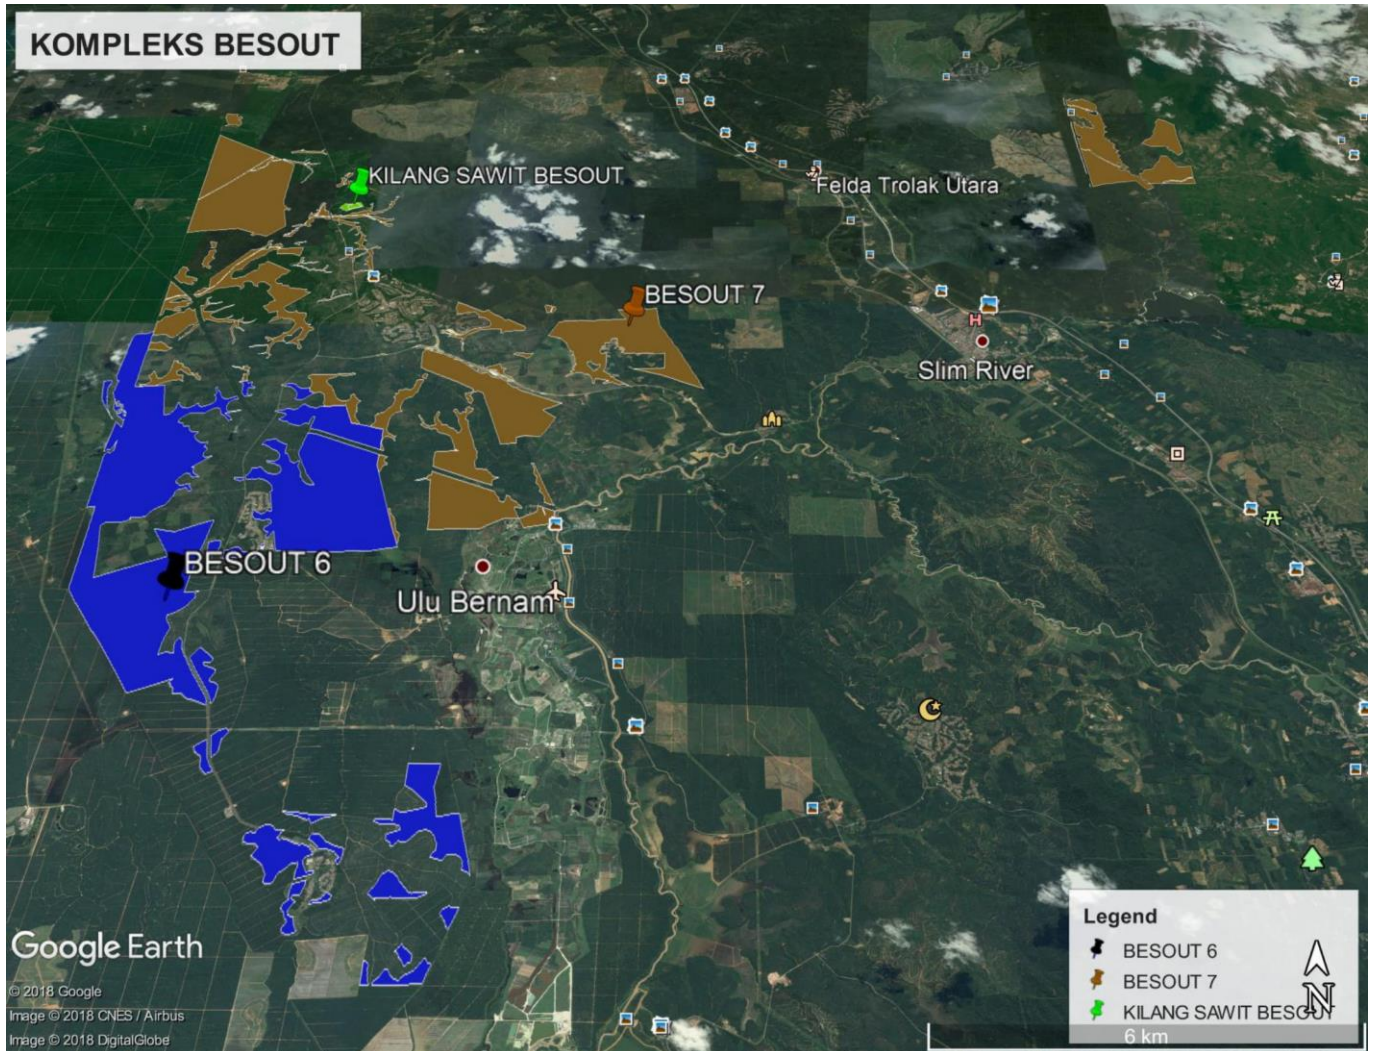 KOMPLEKS BESOUT
KILANG SAWIT BESOUT
Felda Trolak Utara
BESOUT 7
H
Slim River
BESOUT 6
Ulu Bernam
Legend
BESOUT 6
BESOUT 7
KILANG SAWIT BESOUT
N
6 km
Google Earth
© 2018 Google
Image © 2018 CNES / Airbus
Image © 2018 DigitalGlobe